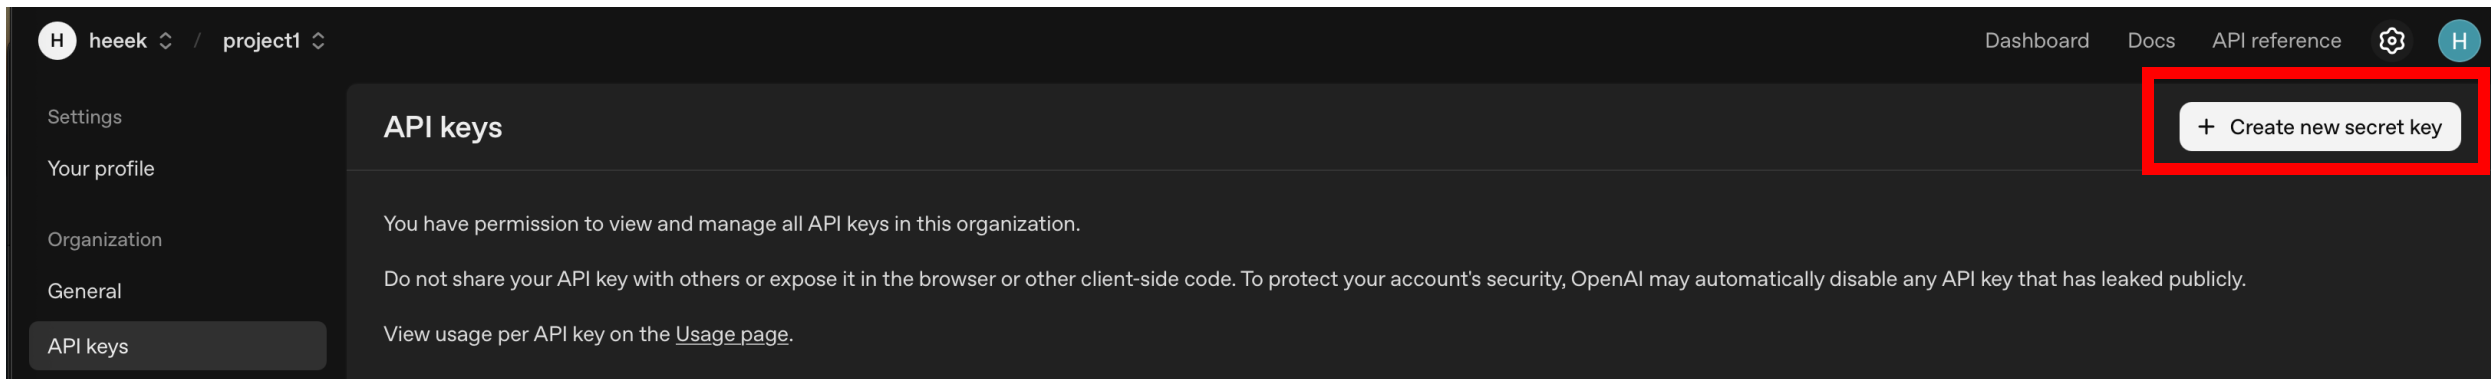 H heeek / project1
Dashboard Docs API reference H
Settings
Your profile
Organization
General
API keys
API keys
+ Create new secret key
You have permission to view and manage all API keys in this organization.
Do not share your API key with others or expose it in the browser or other client-side code. To protect your account's security, OpenAI may automatically disable any API key that has leaked publicly.
View usage per API key on the Usage page.